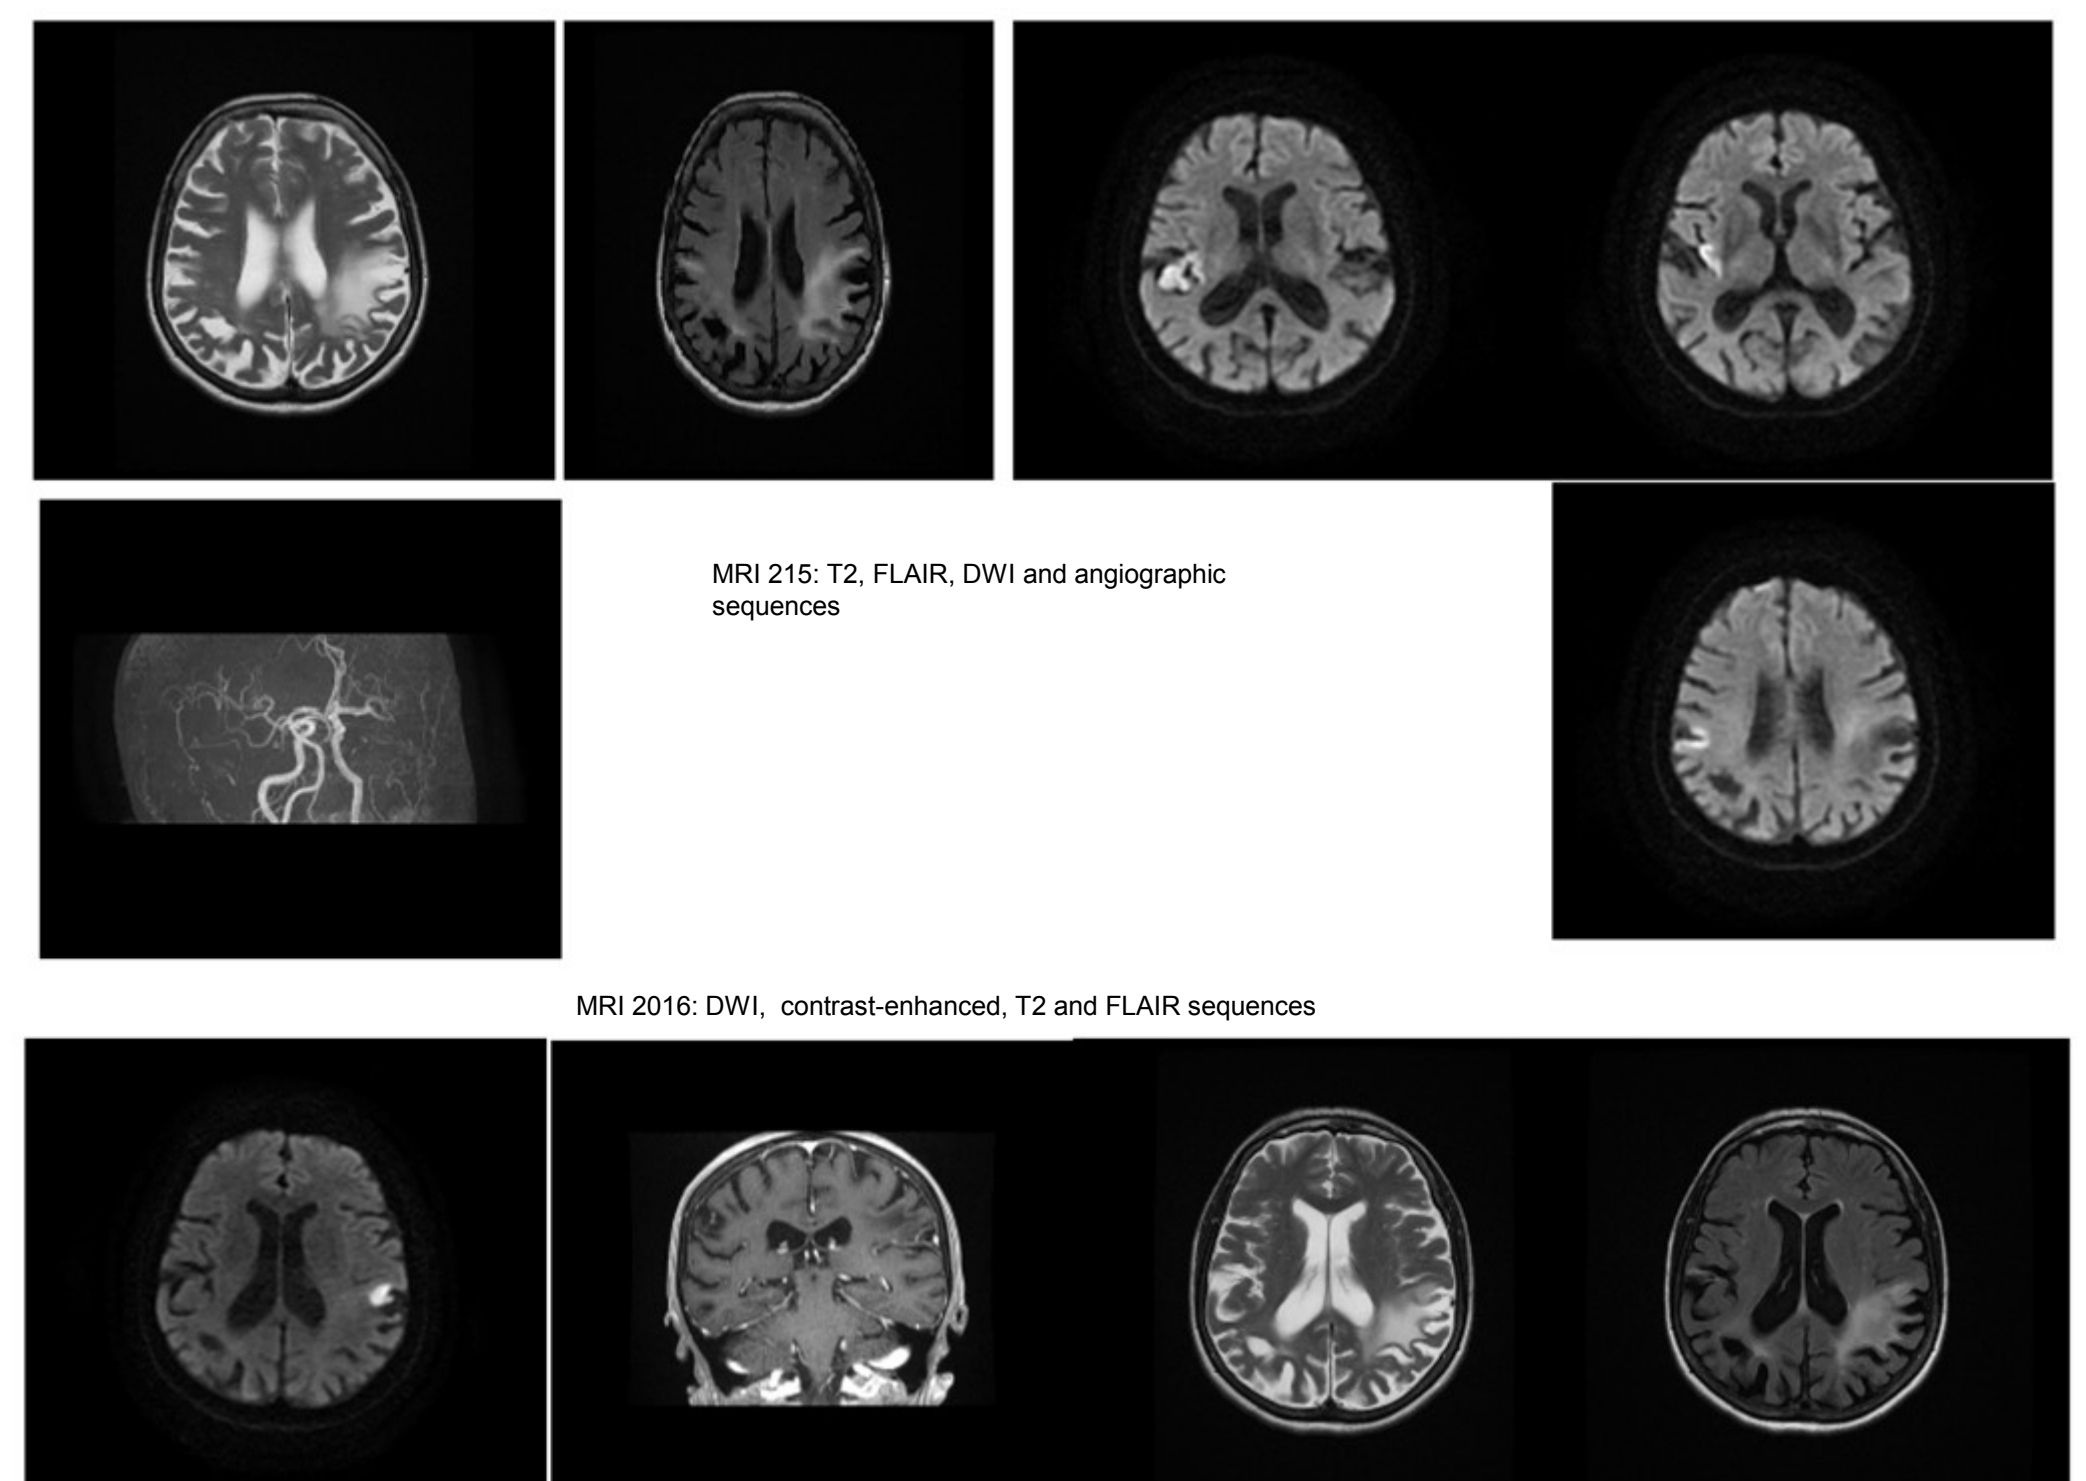 MRI 215: T2, FLAIR, DWI and angiographic
sequences
MRI 2016: DWI,  contrast-enhanced, T2 and FLAIR sequences